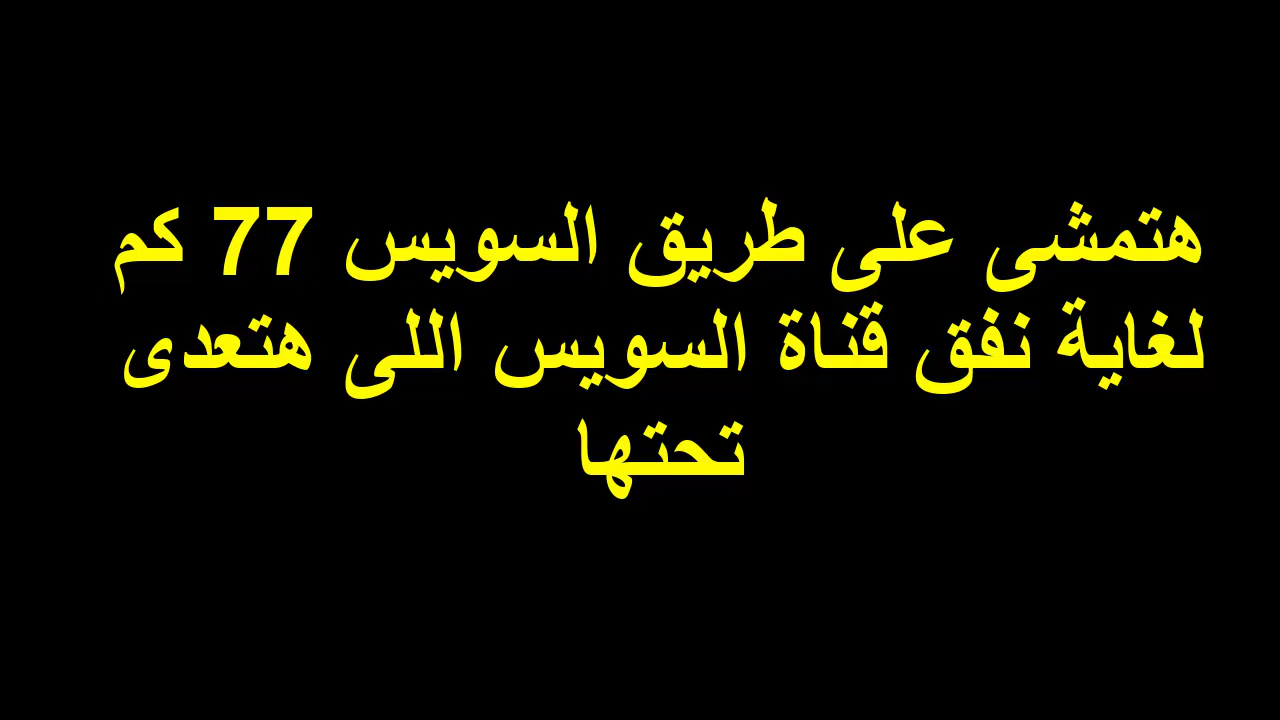 هتمشى على طريق السويس 77 كم
لغاية نفق قناة السويس اللى هتعدى
تحتها